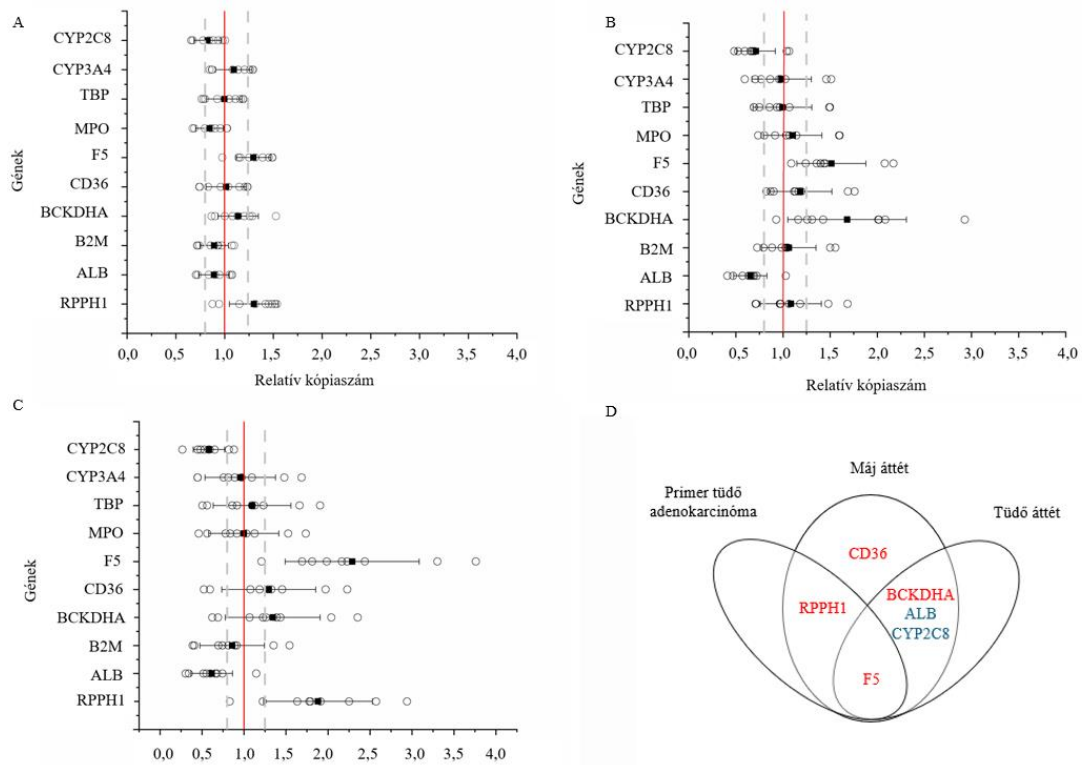 A
CYP2C8
CYP3A4
TBP
MPO
F5
CD36
BCKDHA
B2M
ALB
RPPH1
Gének
0,0 0,5 1,0 1,5 2,0 2,5 3,0 3,5 4,0
Relatív kópiaszám
B
CYP2C8
CYP3A4
TBP
MPO
F5
CD36
BCKDHA
B2M
ALB
RPPH1
Gének
0,0 0,5 1,0 1,5 2,0 2,5 3,0 3,5 4,0
Relatív kópiaszám
C
CYP2C8
CYP3A4
TBP
MPO
F5
CD36
BCKDHA
B2M
ALB
RPPH1
Gének
0,0 0,5 1,0 1,5 2,0 2,5 3,0 3,5 4,0
D
Máj áttét
Primer tüdő
adenokarcinóma
Tüdő áttét
CD36
RPPH1
BCKDHA
ALB
CYP2C8
F5